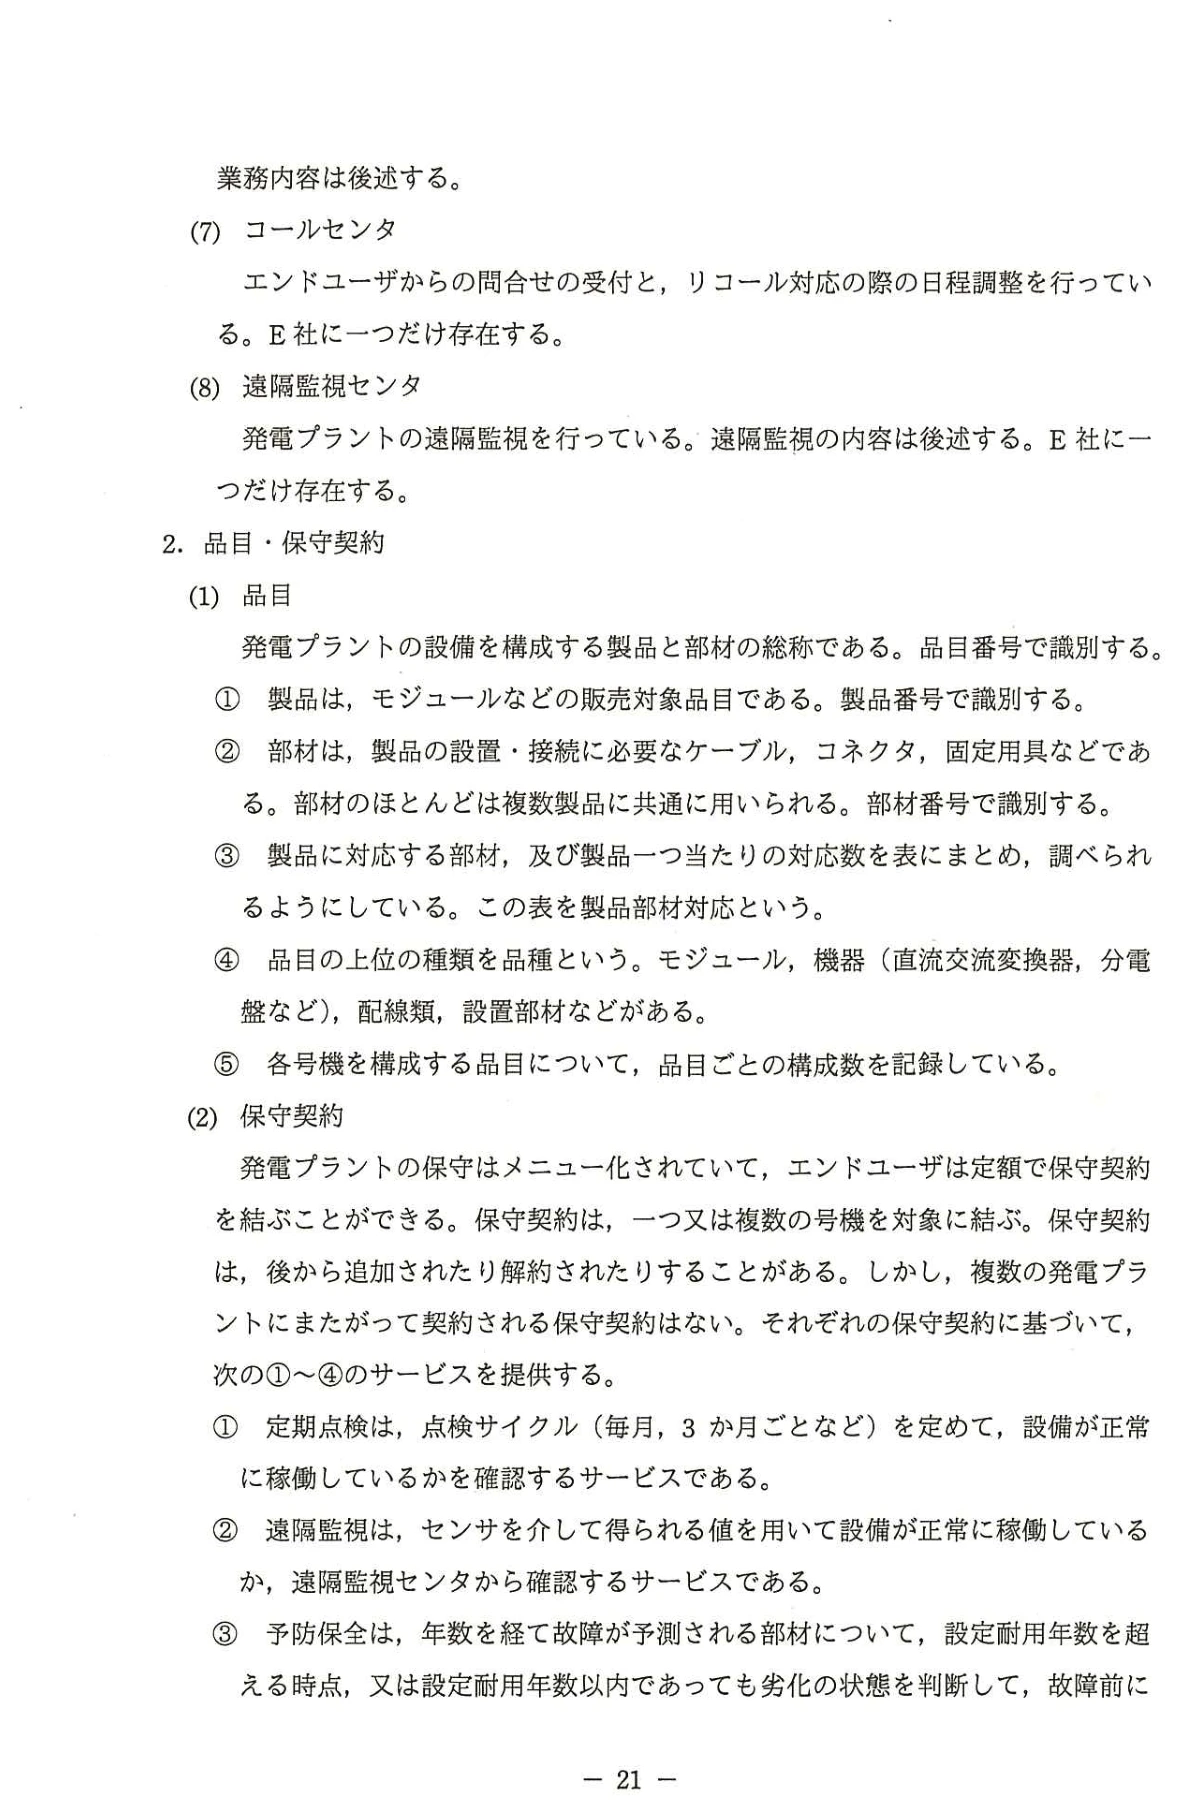 業務内容は後述する。
(7) コールセンタ
エンドユーザからの問合せの受付と，リコール対応の際の日程調整を行ってい
る。E 社に一つだけ存在する。
(8) 遠隔監視センタ
発電プラントの遠隔監視を行っている。遠隔監視の内容は後述する。E 社に一
つだけ存在する。
2．品目・保守契約
(1) 品目
発電プラントの設備を構成する製品と部材の総称である。品目番号で識別する。
① 製品は，モジュールなどの販売対象品目である。製品番号で識別する。
② 部材は，製品の設置・接続に必要なケーブル，コネクタ，固定用具などであ
る。部材のほとんどは複数製品に共通に用いられる。部材番号で識別する。
③ 製品に対応する部材，及び製品一つ当たりの対応数を表にまとめ，調べられ
るようにしている。この表を製品部材対応という。
④ 品目の上位の種類を品種という。モジュール，機器（直流交流変換器，分電
盤など），配線類，設置部材などがある。
⑤ 各号機を構成する品目について，品目ごとの構成数を記録している。
(2) 保守契約
発電プラントの保守はメニュー化されていて，エンドユーザは定額で保守契約
を結ぶことができる。保守契約は，一つ又は複数の号機を対象に結ぶ。保守契約
は，後から追加されたり解約されたりすることがある。しかし，複数の発電プラ
ントにまたがって契約される保守契約はない。それぞれの保守契約に基づいて，
次の①～④のサービスを提供する。
① 定期点検は，点検サイクル（毎月，3 か月ごとなど）を定めて，設備が正常
に稼働しているかを確認するサービスである。
② 遠隔監視は，センサを介して得られる値を用いて設備が正常に稼働している
か，遠隔監視センタから確認するサービスである。
③ 予防保全は，年数を経て故障が予測される部材について，設定耐用年数を超
える時点，又は設定耐用年数以内であっても劣化の状態を判断して，故障前に
－ 21 －